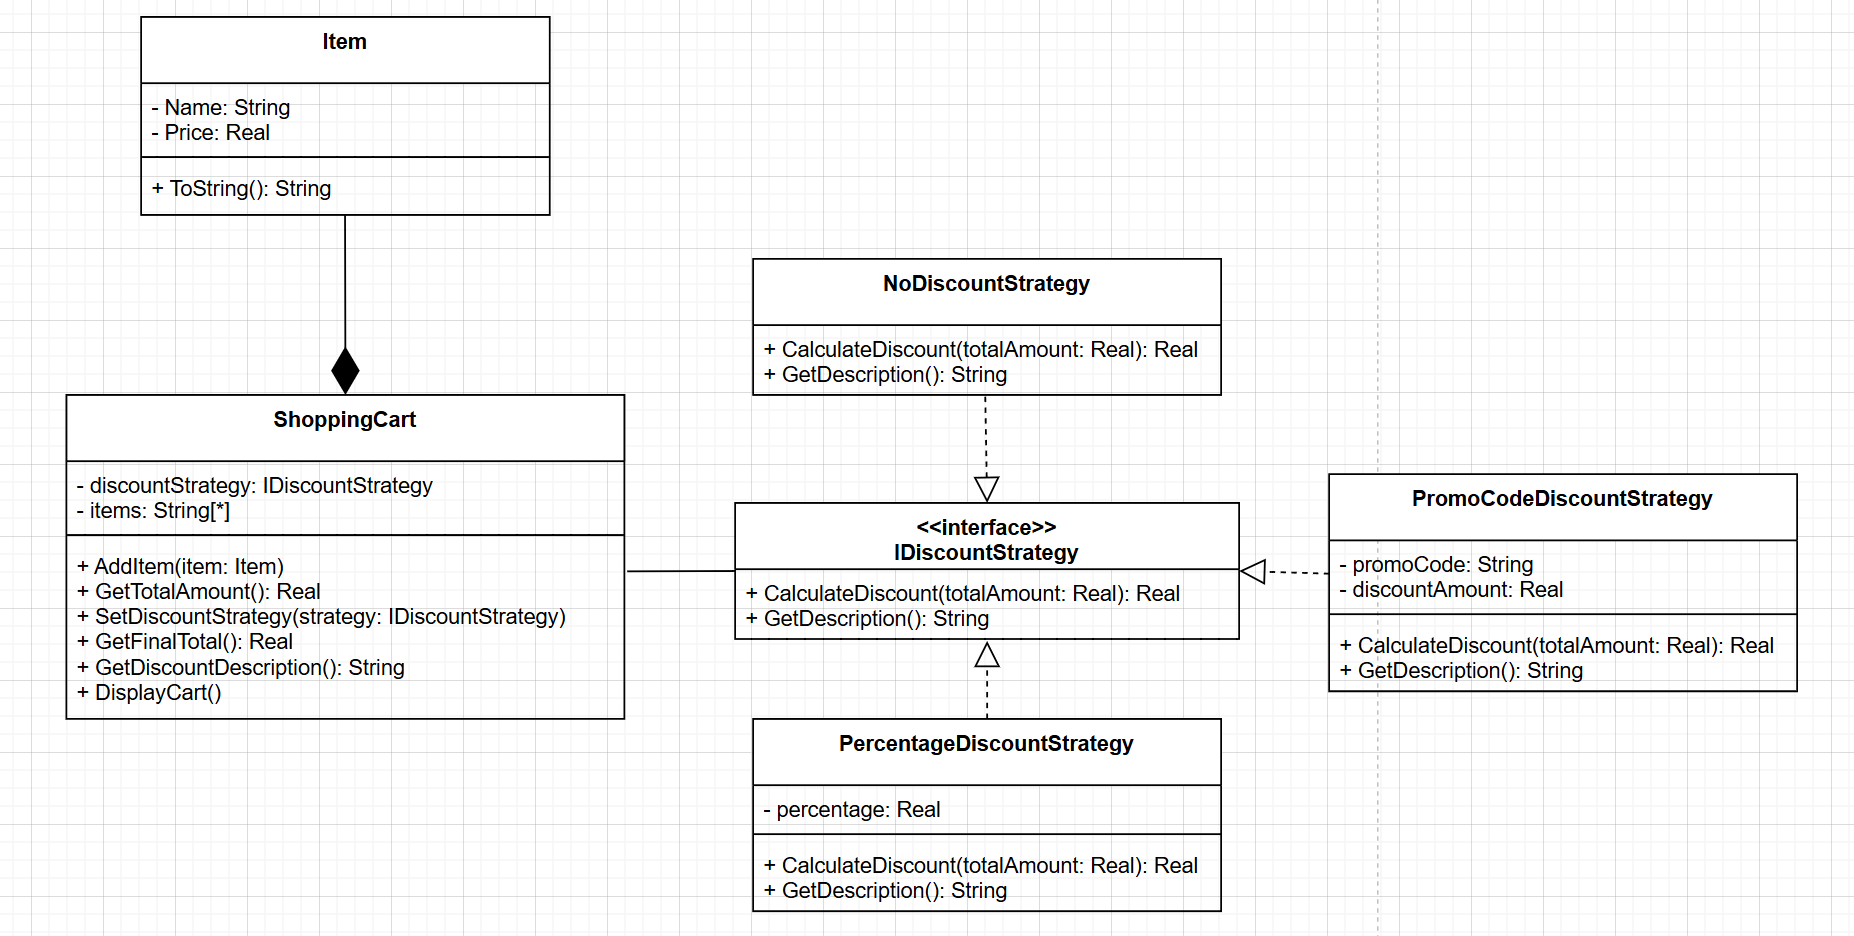 Item
- Name: String
- Price: Real
+ ToString(): String
ShoppingCart
- discountStrategy: IDiscountStrategy
- items: String[*]
+ AddItem(item: Item)
+ GetTotalAmount(): Real
+ SetDiscountStrategy(strategy: IDiscountStrategy)
+ GetFinalTotal(): Real
+ GetDiscountDescription(): String
+ DisplayCart()
NoDiscountStrategy
+ CalculateDiscount(totalAmount: Real): Real
+ GetDescription(): String
<<interface>>
IDiscountStrategy
+ CalculateDiscount(totalAmount: Real): Real
+ GetDescription(): String
PromoCodeDiscountStrategy
- promoCode: String
- discountAmount: Real
+ CalculateDiscount(totalAmount: Real): Real
+ GetDescription(): String
PercentageDiscountStrategy
- percentage: Real
+ CalculateDiscount(totalAmount: Real): Real
+ GetDescription(): String